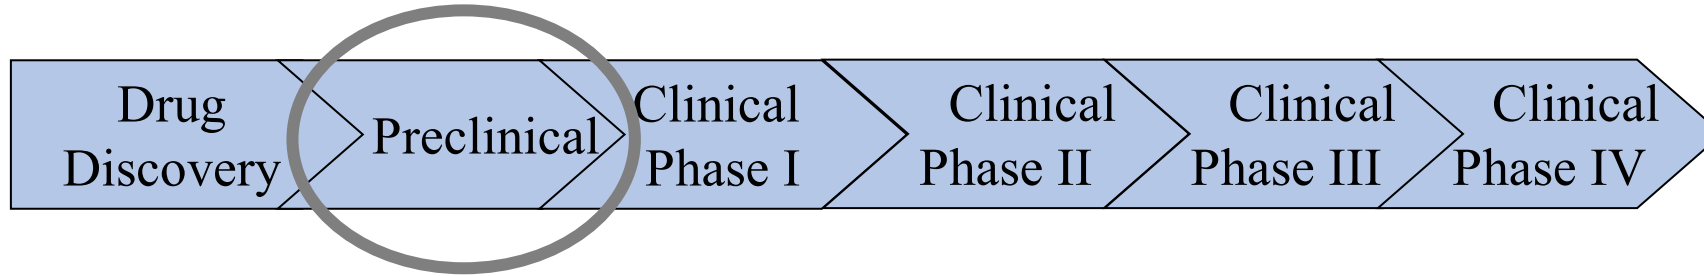 Drug
Discovery
Preclinical
Clinical
Phase I
Clinical
Phase II
Clinical
Phase III
Clinical
Phase IV